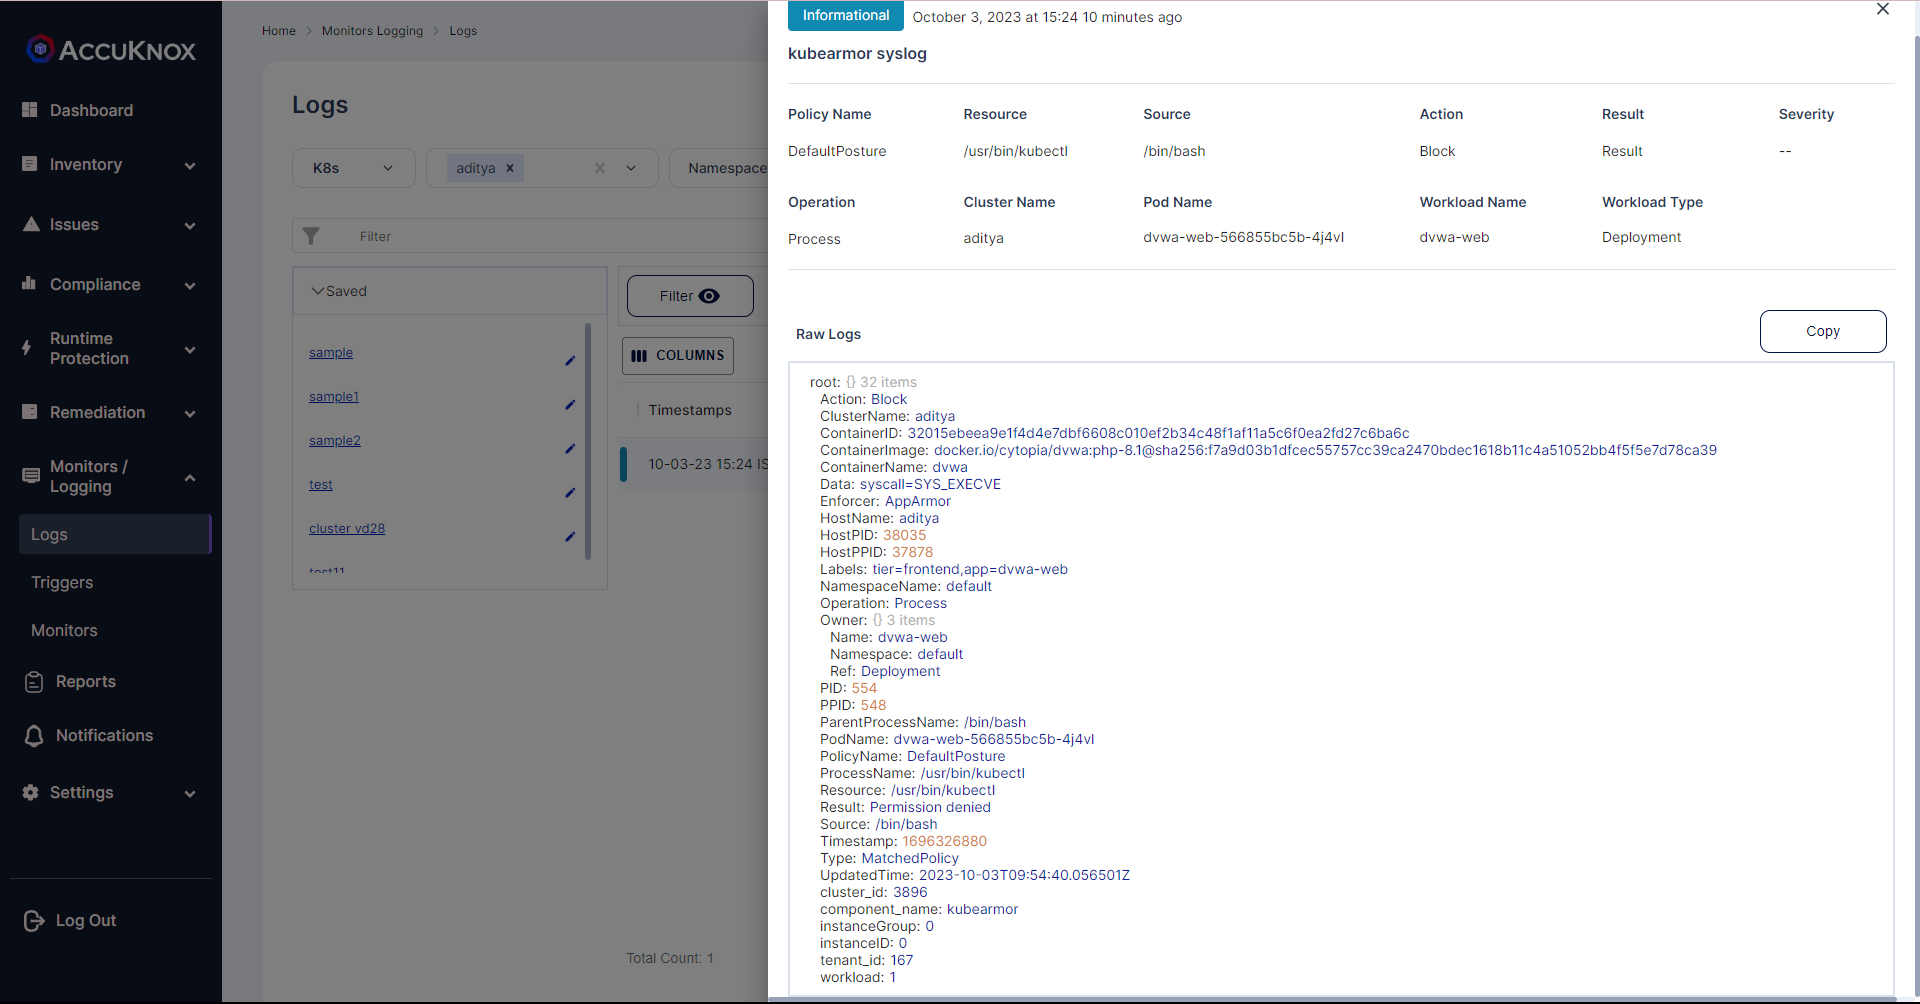 ACCUKNOX
Dashboard
Inventory
Issues
Compliance
Runtime
Protection
Remediation
Monitors /
Logging
Logs
Triggers
Monitors
Reports
Notifications
Settings
Log Out
Home > Monitors Logging > Logs
Logs
K8s
aditya ×
Namespace
Filter
Saved
sample
sample1
sample2
test
cluster vd28
test11
Filter
COLUMNS
Timestamps
10-03-23 15:24 IS
Total Count: 1
Informational October 3, 2023 at 15:24 10 minutes ago
kubearmor syslog
Policy Name Resource Source Action Result Severity
DefaultPosture /usr/bin/kubectl /bin/bash Block Result --
Operation Cluster Name Pod Name Workload Name Workload Type
Process aditya dvwa-web-566855bc5b-4j4vl dvwa-web Deployment
Raw Logs
Copy
root: {} 32 items
Action: Block
ClusterName: aditya
ContainerID: 32015ebeea9e1f4d4e7dbf6608c010ef2b34c48f1af11a5c6f0ea2fd27c6ba6c
ContainerImage: docker.io/cytopia/dvwa:php-8.1@sha256:f7a9d03b1dfcec55757cc39ca2470bdec1618b11c4a51052bb4f5f5e7d78ca39
ContainerName: dvwa
Data: syscall=SYS_EXECVE
Enforcer: AppArmor
HostName: aditya
HostPID: 38035
HostPPID: 37878
Labels: tier=frontend,app=dvwa-web
NamespaceName: default
Operation: Process
Owner: {} 3 items
Name: dvwa-web
Namespace: default
Ref: Deployment
PID: 554
PPID: 548
ParentProcessName: /bin/bash
PodName: dvwa-web-566855bc5b-4j4vl
PolicyName: DefaultPosture
ProcessName: /usr/bin/kubectl
Resource: /usr/bin/kubectl
Result: Permission denied
Source: /bin/bash
Timestamp: 1696326880
Type: MatchedPolicy
UpdatedTime: 2023-10-03T09:54:40.056501Z
cluster_id: 3896
component_name: kubearmor
instanceGroup: 0
instanceID: 0
tenant_id: 167
workload: 1